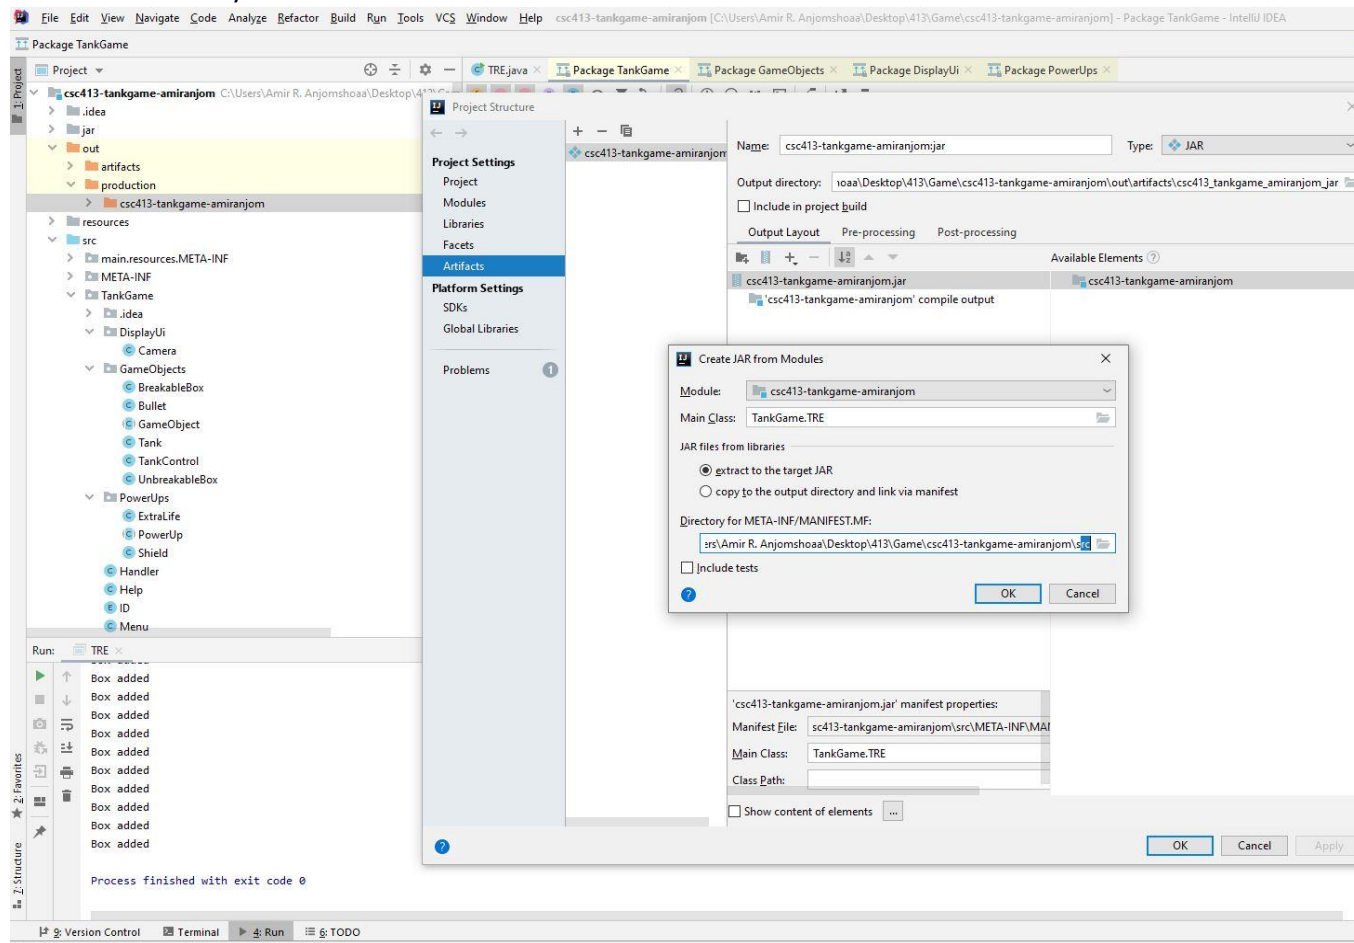 File Edit View Navigate Code Analyze Refactor Build Run Tools VCS Window Help csc413-tankgame-amiranjom [C:\Users\Amir R. Anjomshoaa\Desktop\413\Game\csc413-tankgame-amiranjom] - Package TankGame - IntelliJ IDEA
Package TankGame
1: Project
Project
TRE.java Package TankGame Package GameObjects Package DisplayUi Package PowerUps
csc413-tankgame-amiranjom C:\Users\Amir R. Anjomshoaa\Desktop\
.idea
jar
out
artifacts
production
csc413-tankgame-amiranjom
resources
src
main.resources.META-INF
META-INF
TankGame
.idea
DisplayUi
Camera
GameObjects
BreakableBox
Bullet
GameObject
Tank
TankControl
UnbreakableBox
PowerUps
ExtraLife
PowerUp
Shield
Handler
Help
ID
Menu
Project Structure
Project Settings
Project
Modules
Libraries
Facets
Artifacts
Platform Settings
SDKs
Global Libraries
Problems 1
csc413-tankgame-amiranjom
Name: csc413-tankgame-amiranjom:jar Type: JAR
Output directory: \Desktop\413\Game\csc413-tankgame-amiranjom\out\artifacts\csc413_tankgame_amiranjom_jar
Include in project build
Output Layout Pre-processing Post-processing
Available Elements ?
csc413-tankgame-amiranjom.jar
'csc413-tankgame-amiranjom' compile output
csc413-tankgame-amiranjom
Create JAR from Modules
Module: csc413-tankgame-amiranjom
Main Class: TankGame.TRE
JAR files from libraries
extract to the target JAR
copy to the output directory and link via manifest
Directory for META-INF/MANIFEST.MF:
ers\Amir R. Anjomshoaa\Desktop\413\Game\csc413-tankgame-amiranjom\src
Include tests
? OK Cancel
'csc413-tankgame-amiranjom.jar' manifest properties:
Manifest File: sc413-tankgame-amiranjom\src\META-INF\MA
Main Class: TankGame.TRE
Class Path:
Show content of elements ...
? OK Cancel Apply
Run: TRE
Box added
Box added
Box added
Box added
Box added
Box added
Box added
Box added
Box added
Box added
Process finished with exit code 0
2: Favorites
7: Structure
9: Version Control Terminal 4: Run 6: TODO